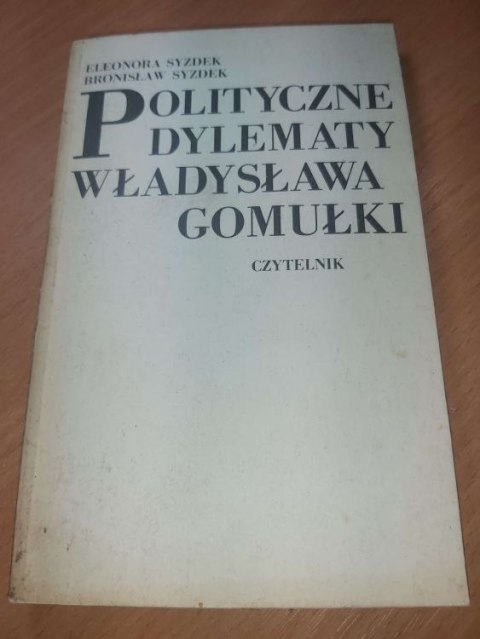 ELEONORA SYZDEK
BRONISŁAW SYZDEK
POLITYCZNE
DYLEMATY
WŁADYSŁAWA
GOMUŁKI
CZYTELNIK